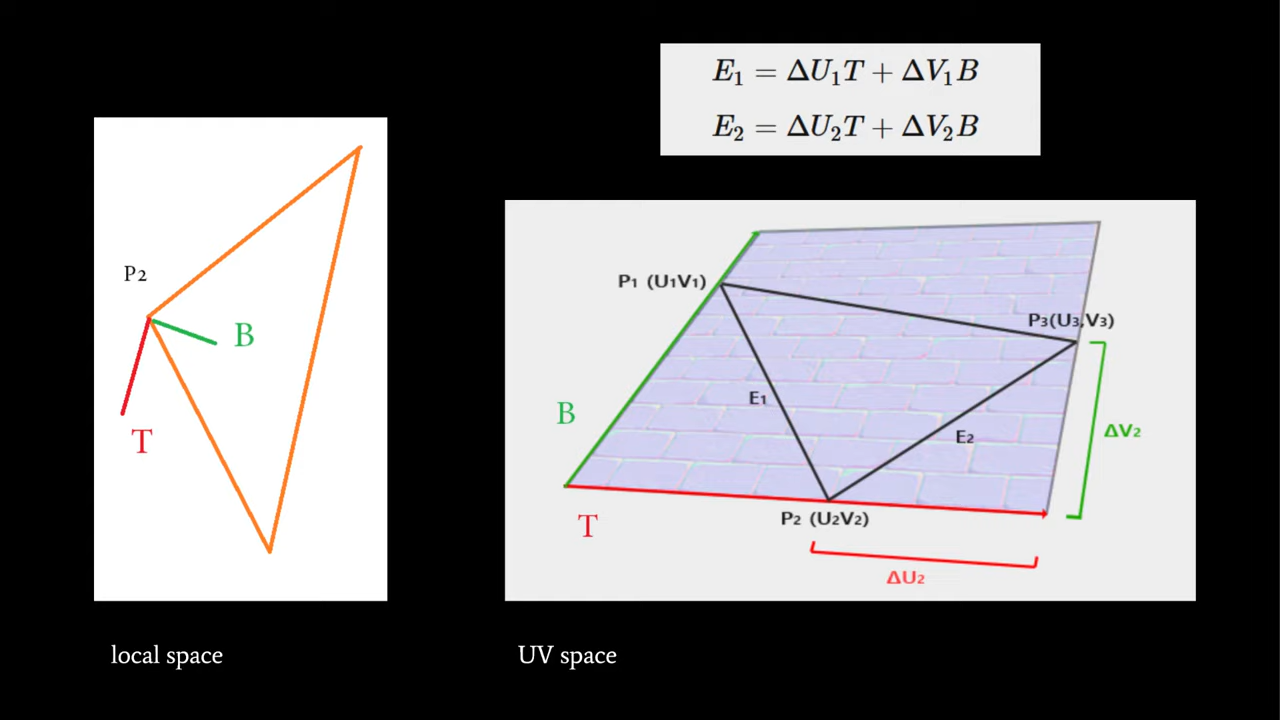 E₁ = ΔU₁T + ΔV₁B
E₂ = ΔU₂T + ΔV₂B
P2
B
T
P₁ (U₁V₁)
P₃(U₃,V₃)
E₁
B
E₂
ΔV₂
T
P₂ (U₂V₂)
ΔU₂
local space
UV space